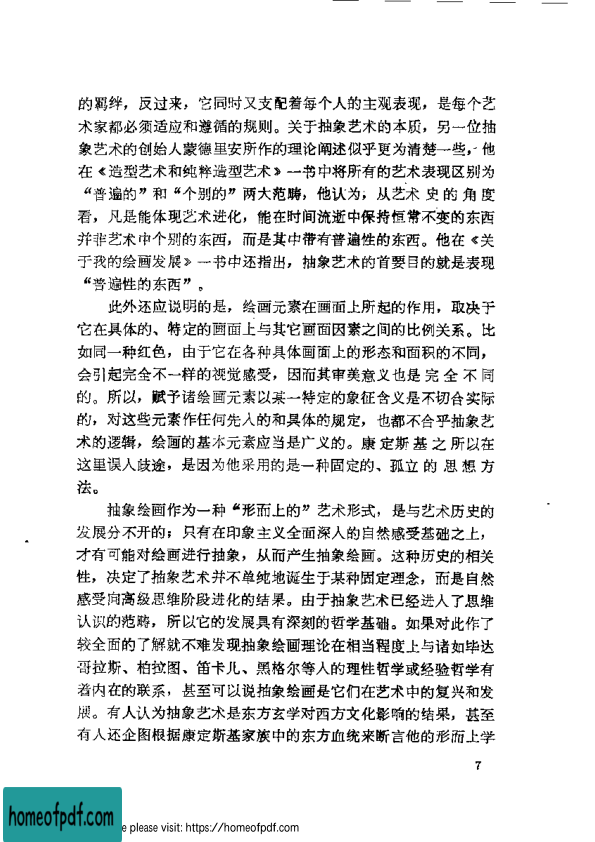 的羁绊，反过来，它同时又支配着每个人的主观表现，是每个艺
术家都必须适应和遵循的规则。关于抽象艺术的本质，另一位抽
象艺术的创始人蒙德里安所作的理论阐述似乎更为清楚一些，他
在《造型艺术和纯粹造型艺术》一书中将所有的艺术表现区别为
“普遍的”和“个别的”两大范畴，他认为，从艺术史的角度
看，凡是能体现艺术进化，能在时间流逝中保持恒常不变的东西
并非艺术中个别的东西，而是其中带有普遍性的东西。他在《关
于我的绘画发展》一书中还指出，抽象艺术的首要目的就是表现
“普遍性的东西”。
此外还应说明的是，绘画元素在画面上所起的作用，取决于
它在具体的、特定的画面上与其它画面因素之间的比例关系。比
如同一种红色，由于它在各种具体画面上的形态和面积的不同，
会引起完全不一样的视觉感受，因而其审美意义也是完全不同
的。所以，赋予诸绘画元素以某一特定的象征含义是不切合实际
的，对这些元素作任何先入的和具体的规定，也都不合乎抽象艺
术的逻辑，绘画的基本元素应当是广义的。康定斯基之所以在
这里误入歧途，是因为他采用的是一种固定的、孤立的思想方
法。
抽象绘画作为一种“形而上的”艺术形式，是与艺术历史的
发展分不开的；只有在印象主义全面深入的自然感受基础之上，
才有可能对绘画进行抽象，从而产生抽象绘画。这种历史的相关
性，决定了抽象艺术并不单纯地诞生于某种固定理念，而是自然
感受向高级思维阶段进化的结果。由于抽象艺术已经进入了思维
认识的范畴，所以它的发展具有深刻的哲学基础。如果对此作了
较全面的了解就不难发现抽象绘画理论在相当程度上与诸如毕达
哥拉斯、柏拉图、笛卡儿、黑格尔等人的理性哲学或经验哲学有
着内在的联系，甚至可以说抽象绘画是它们在艺术中的复兴和发
展。有人认为抽象艺术是东方玄学对西方文化影响的结果，甚至
有人还企图根据康定斯基家族中的东方血统来断言他的形而上学
7
homeofpdf.com
e please visit: https://homeofpdf.com